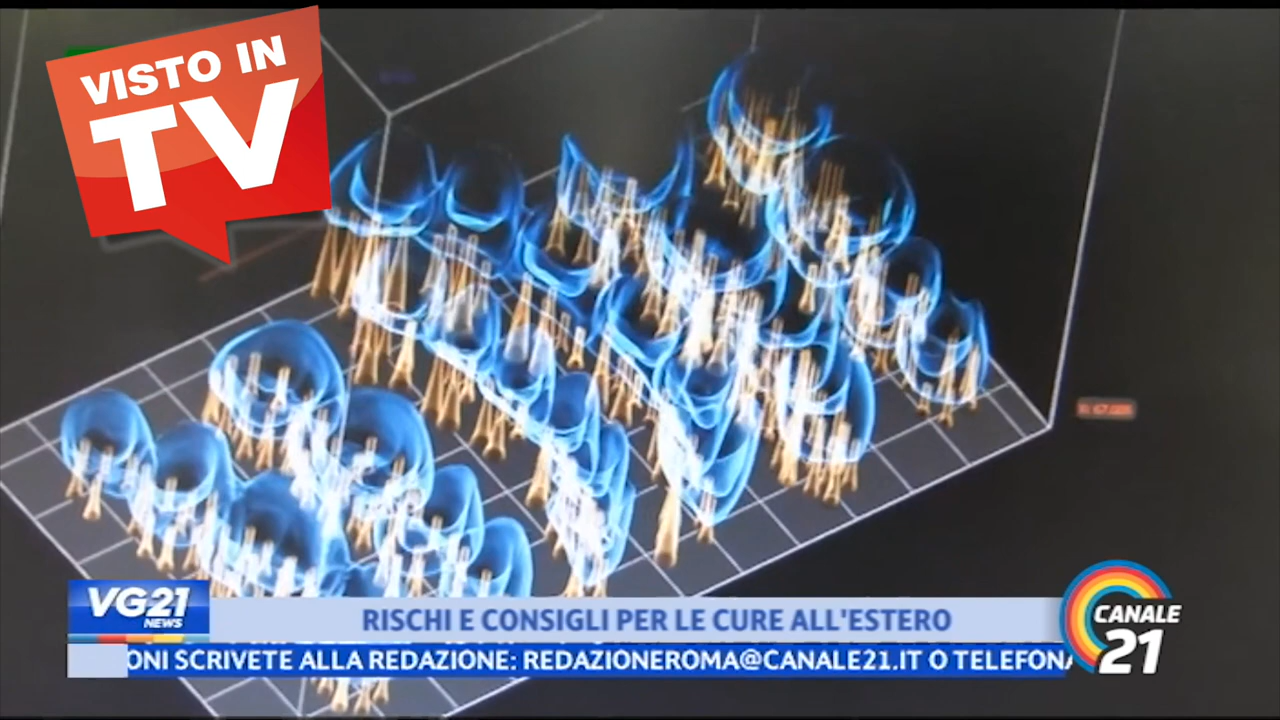 VISTO IN
TV
VG21
NEWS
RISCHI E CONSIGLI PER LE CURE ALL'ESTERO
ONI SCRIVETE ALLA REDAZIONE: REDAZIONEROMA@CANALE21.IT O TELEFONA
CANALE
21